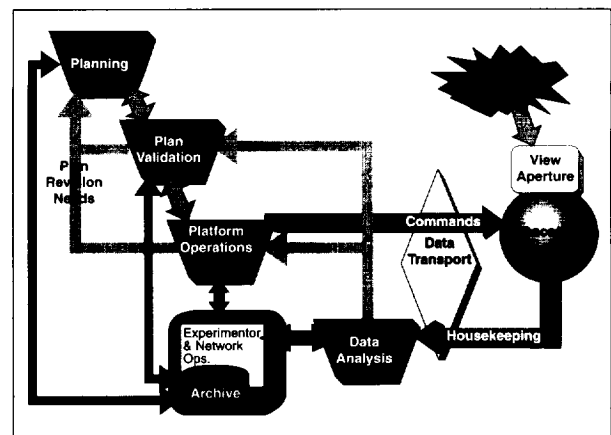 Planning
Plan
Validation
Plan
Revision
Needs
Platform
Operations
Commands
Data
Transport
View
Aperture
Experimentor
& Network
Ops.
Archive
Data
Analysis
Housekeeping